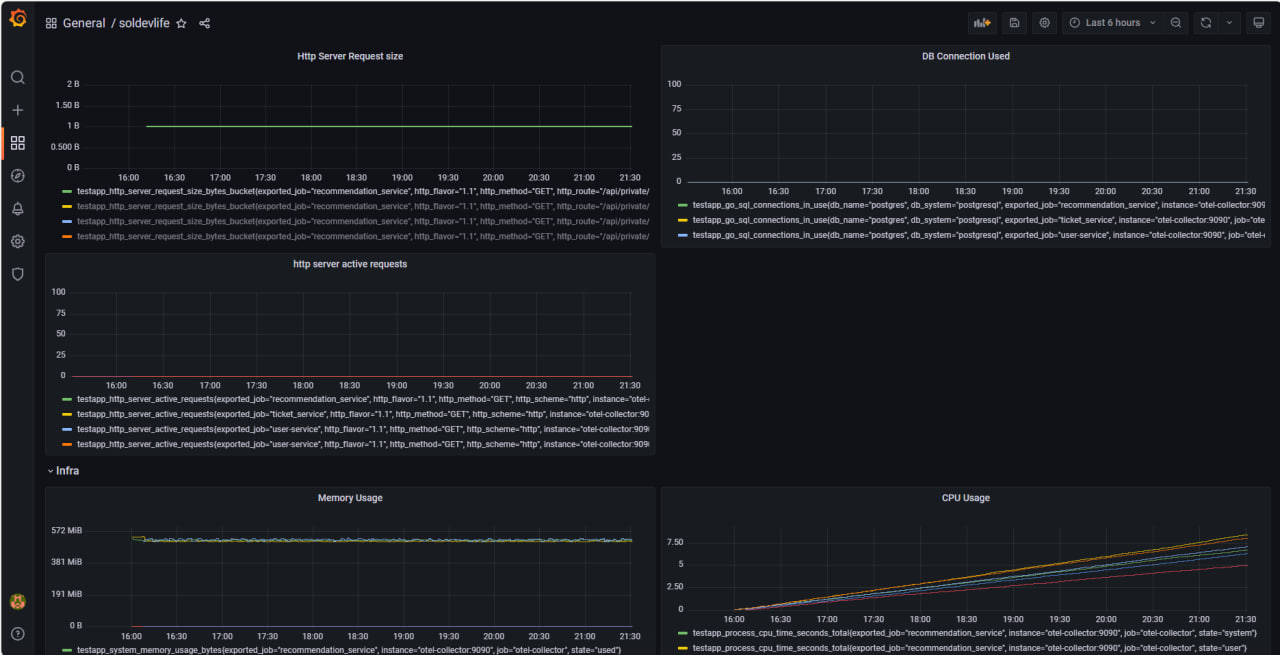 General / soldevlife
Last 6 hours
Http Server Request size
2 B
1.50 B
1 B
0.500 B
0 B
16:00 16:30 17:00 17:30 18:00 18:30 19:00 19:30 20:00 20:30 21:00 21:30
testapp_http_server_request_size_bytes_bucket{exported_job="recommendation_service", http_flavor="1.1", http_method="GET", http_route="/api/private/
testapp_http_server_request_size_bytes_bucket{exported_job="recommendation_service", http_flavor="1.1", http_method="GET", http_route="/api/private/
testapp_http_server_request_size_bytes_bucket{exported_job="recommendation_service", http_flavor="1.1", http_method="GET", http_route="/api/private/
testapp_http_server_request_size_bytes_bucket{exported_job="recommendation_service", http_flavor="1.1", http_method="GET", http_route="/api/private/
DB Connection Used
100
75
50
25
0
16:00 16:30 17:00 17:30 18:00 18:30 19:00 19:30 20:00 20:30 21:00 21:30
testapp_go_sql_connections_in_use{db_name="postgres", db_system="postgresql", exported_job="recommendation_service", instance="otel-collector:909
testapp_go_sql_connections_in_use{db_name="postgres", db_system="postgresql", exported_job="ticket_service", instance="otel-collector:9090", job="ote
testapp_go_sql_connections_in_use{db_name="postgres", db_system="postgresql", exported_job="user-service", instance="otel-collector:9090", job="otel-
http server active requests
100
75
50
25
0
16:00 16:30 17:00 17:30 18:00 18:30 19:00 19:30 20:00 20:30 21:00 21:30
testapp_http_server_active_requests{exported_job="recommendation_service", http_flavor="1.1", http_method="GET", http_scheme="http", instance="otel-
testapp_http_server_active_requests{exported_job="ticket_service", http_flavor="1.1", http_method="GET", http_scheme="http", instance="otel-collector:90
testapp_http_server_active_requests{exported_job="user-service", http_flavor="1.1", http_method="GET", http_scheme="http", instance="otel-collector:909
testapp_http_server_active_requests{exported_job="user-service", http_flavor="1.1", http_method="GET", http_scheme="http", instance="otel-collector:909
Infra
Memory Usage
572 MiB
381 MiB
191 MiB
0 B
16:00 16:30 17:00 17:30 18:00 18:30 19:00 19:30 20:00 20:30 21:00 21:30
testapp_system_memory_usage_bytes{exported_job="recommendation_service", instance="otel-collector:9090", job="otel-collector", state="used"}
CPU Usage
7.50
5
2.50
0
16:00 16:30 17:00 17:30 18:00 18:30 19:00 19:30 20:00 20:30 21:00 21:30
testapp_process_cpu_time_seconds_total{exported_job="recommendation_service", instance="otel-collector:9090", job="otel-collector", state="system"}
testapp_process_cpu_time_seconds_total{exported_job="recommendation_service", instance="otel-collector:9090", job="otel-collector", state="user"}